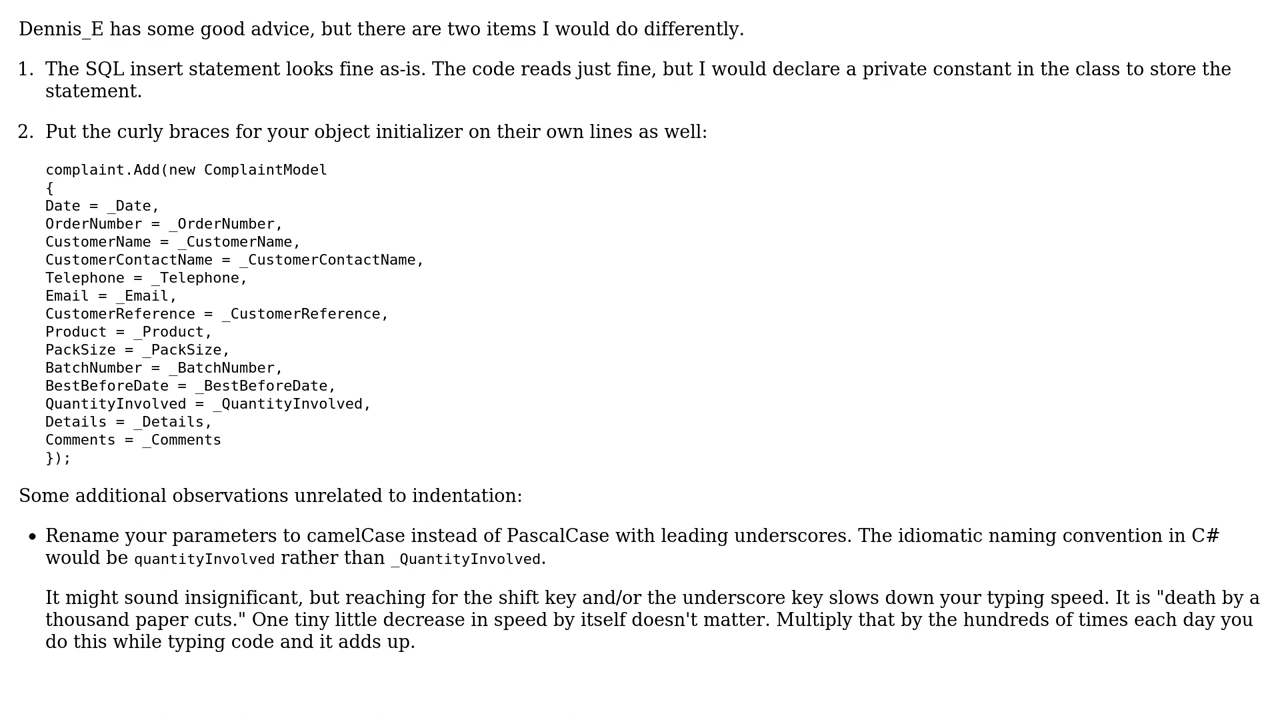 Dennis_E has some good advice, but there are two items I would do differently.
1. The SQL insert statement looks fine as-is. The code reads just fine, but I would declare a private constant in the class to store the
statement.
2. Put the curly braces for your object initializer on their own lines as well:
complaint.Add(new ComplaintModel
{
Date = _Date,
OrderNumber = _OrderNumber,
CustomerName = _CustomerName,
CustomerContactName = _CustomerContactName,
Telephone = _Telephone,
Email = _Email,
CustomerReference = _CustomerReference,
Product = _Product,
PackSize = _PackSize,
BatchNumber = _BatchNumber,
BestBeforeDate = _BestBeforeDate,
QuantityInvolved = _QuantityInvolved,
Details = _Details,
Comments = _Comments
});
Some additional observations unrelated to indentation:
• Rename your parameters to camelCase instead of PascalCase with leading underscores. The idiomatic naming convention in C#
would be quantityInvolved rather than _QuantityInvolved.
It might sound insignificant, but reaching for the shift key and/or the underscore key slows down your typing speed. It is "death by a
thousand paper cuts." One tiny little decrease in speed by itself doesn't matter. Multiply that by the hundreds of times each day you
do this while typing code and it adds up.